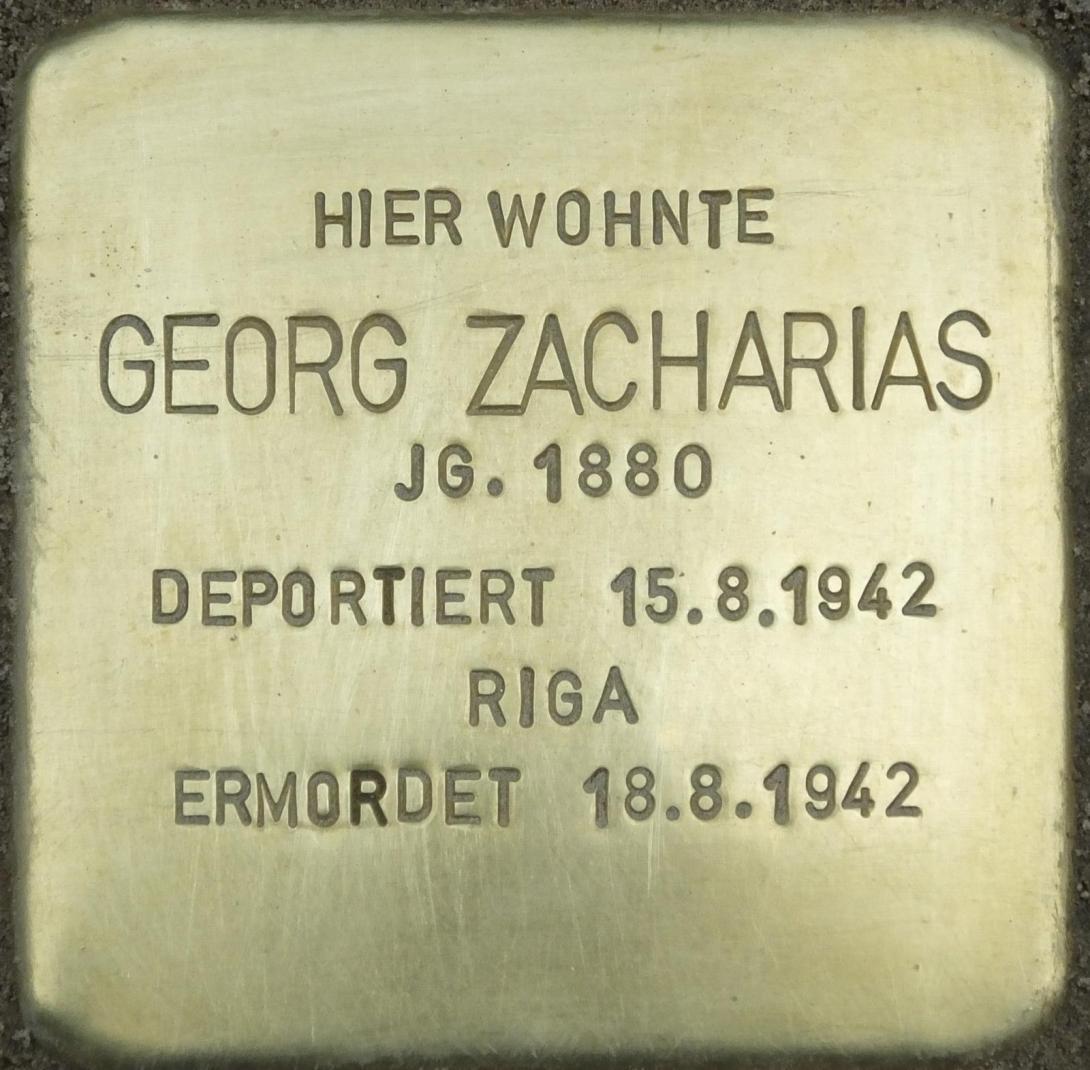 HIER WOHNTE
GEORG ZACHARIAS
JG. 1880
DEPORTIERT 15.8.1942
RIGA
ERMORDET 18.8.1942